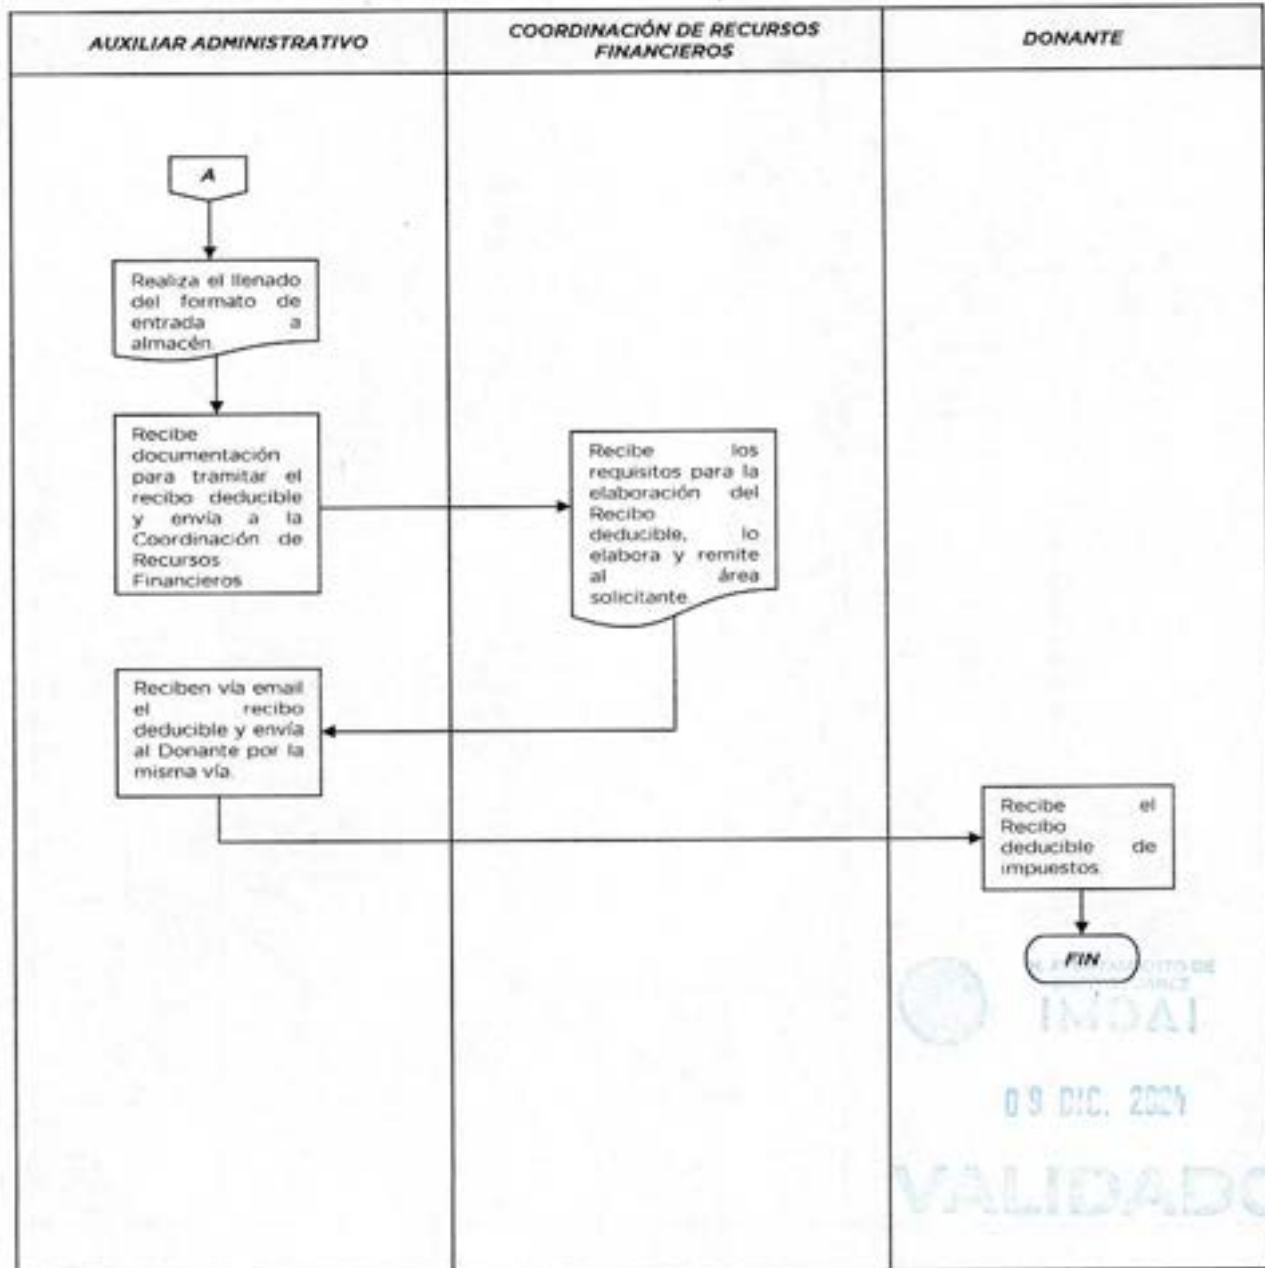 AUXILIAR ADMINISTRATIVO
COORDINACIÓN DE RECURSOS
FINANCIEROS
DONANTE
A
Realiza el llenado
del formato de
entrada a
almacén.
Recibe
documentación
para tramitar el
recibo deducible
y envía a la
Coordinación de
Recursos
Financieros
Recibe los
requisitos para la
elaboración del
Recibo
deducible, lo
elabora y remite
al área
solicitante.
Reciben vía email
el recibo
deducible y envía
al Donante por la
misma vía.
Recibe el
Recibo
deducible de
impuestos.
FIN
DE
09 DIC. 2024
VALIDADO